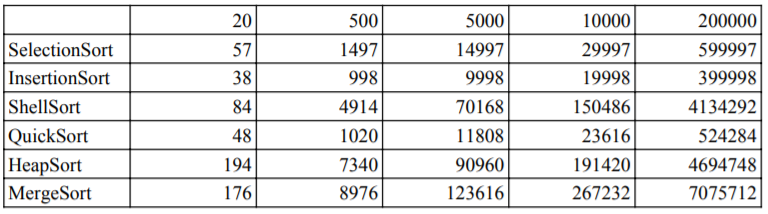 20 500 5000 10000 200000
SelectionSort 57 1497 14997 29997 599997
InsertionSort 38 998 9998 19998 399998
ShellSort 84 4914 70168 150486 4134292
QuickSort 48 1020 11808 23616 524284
HeapSort 194 7340 90960 191420 4694748
MergeSort 176 8976 123616 267232 7075712